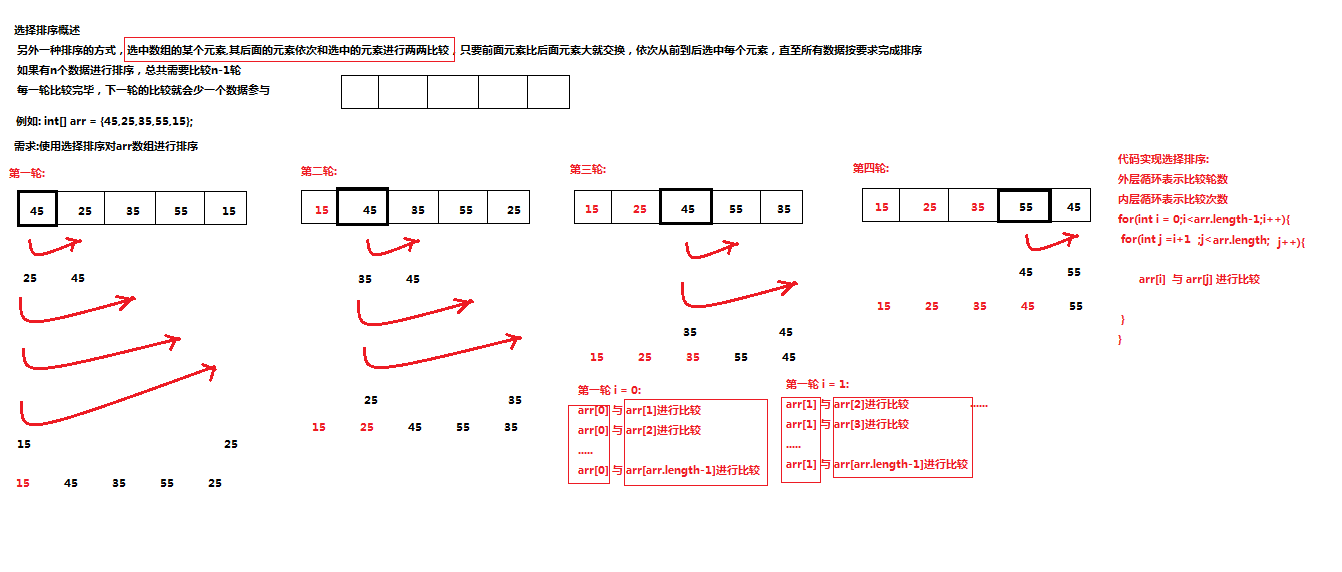 选择排序概述
另外一种排序的方式，选中数组的某个元素,其后面的元素依次和选中的元素进行两两比较，只要前面元素比后面元素大就交换，依次从前到后选中每个元素，直至所有数据按要求完成排序
如果有n个数据进行排序，总共需要比较n-1轮
每一轮比较完毕，下一轮的比较就会少一个数据参与
例如: int[] arr = {45,25,35,55,15};
需求:使用选择排序对arr数组进行排序
第一轮:
45 25 35 55 15
25 45
15 25
15 45 35 55 25
第二轮:
15 45 35 55 25
35 45
25 35
15 25 45 55 35
第三轮:
15 25 45 55 35
35 45
15 25 35 55 45
第四轮:
15 25 35 55 45
45 55
15 25 35 45 55
第一轮 i = 0:
arr[0] 与 arr[1]进行比较
arr[0] 与 arr[2]进行比较
.....
arr[0] 与 arr[arr.length-1]进行比较
第一轮 i = 1:
arr[1] 与 arr[2]进行比较 ......
arr[1] 与 arr[3]进行比较
.....
arr[1] 与 arr[arr.length-1]进行比较
代码实现选择排序:
外层循环表示比较轮数
内层循环表示比较次数
for(int i = 0;i<arr.length-1;i++){
for(int j =i+1 ;j<arr.length; j++){
arr[i] 与 arr[j] 进行比较
}
}